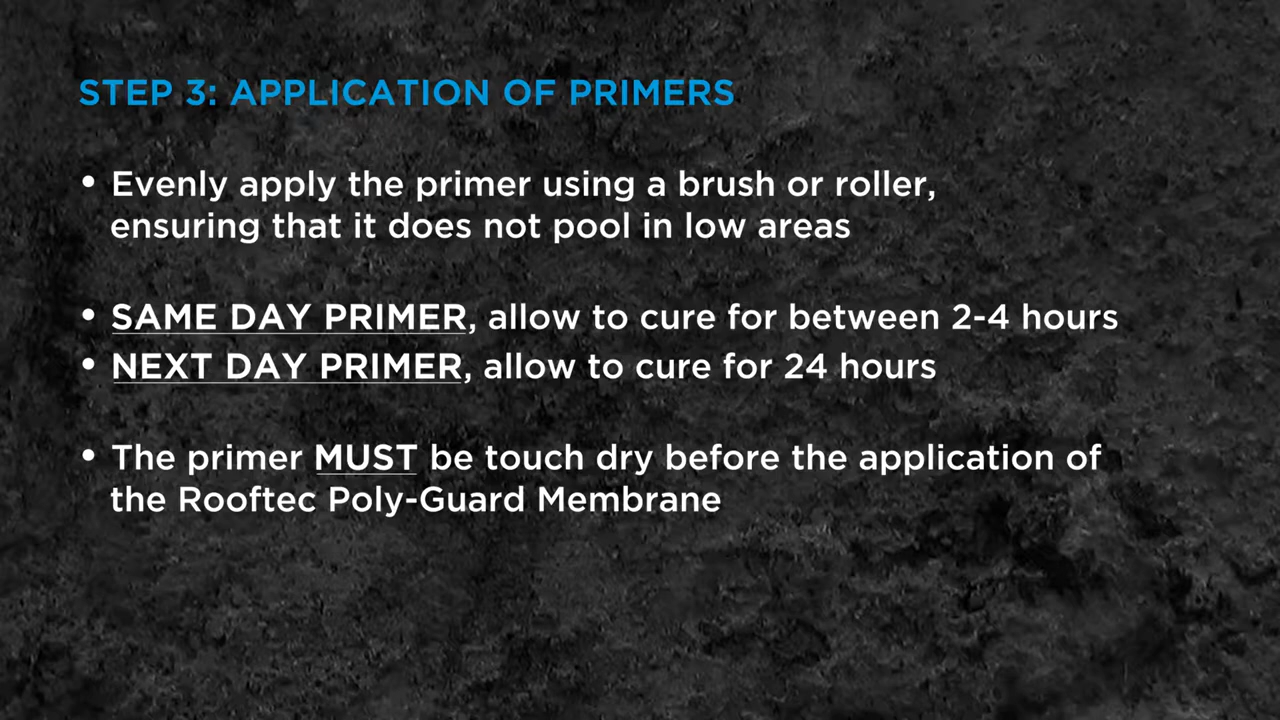 STEP 3: APPLICATION OF PRIMERS
• Evenly apply the primer using a brush or roller,
ensuring that it does not pool in low areas
• SAME DAY PRIMER, allow to cure for between 2-4 hours
• NEXT DAY PRIMER, allow to cure for 24 hours
• The primer MUST be touch dry before the application of
the Rooftec Poly-Guard Membrane